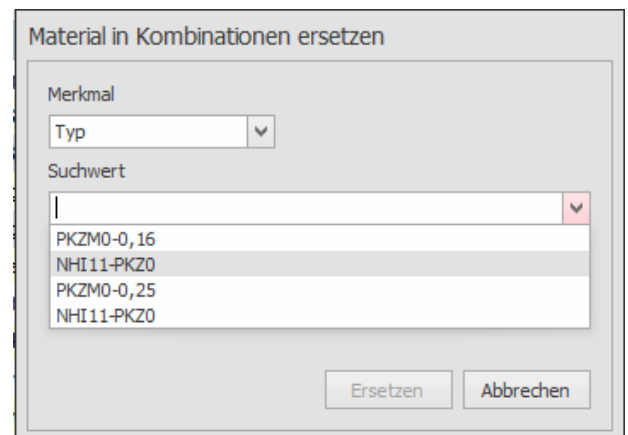 Material in Kombinationen ersetzen
Merkmal
Typ
Suchwert
PKZM0-0,16
NHI11-PKZ0
PKZM0-0,25
NHI11-PKZ0
Ersetzen
Abbrechen